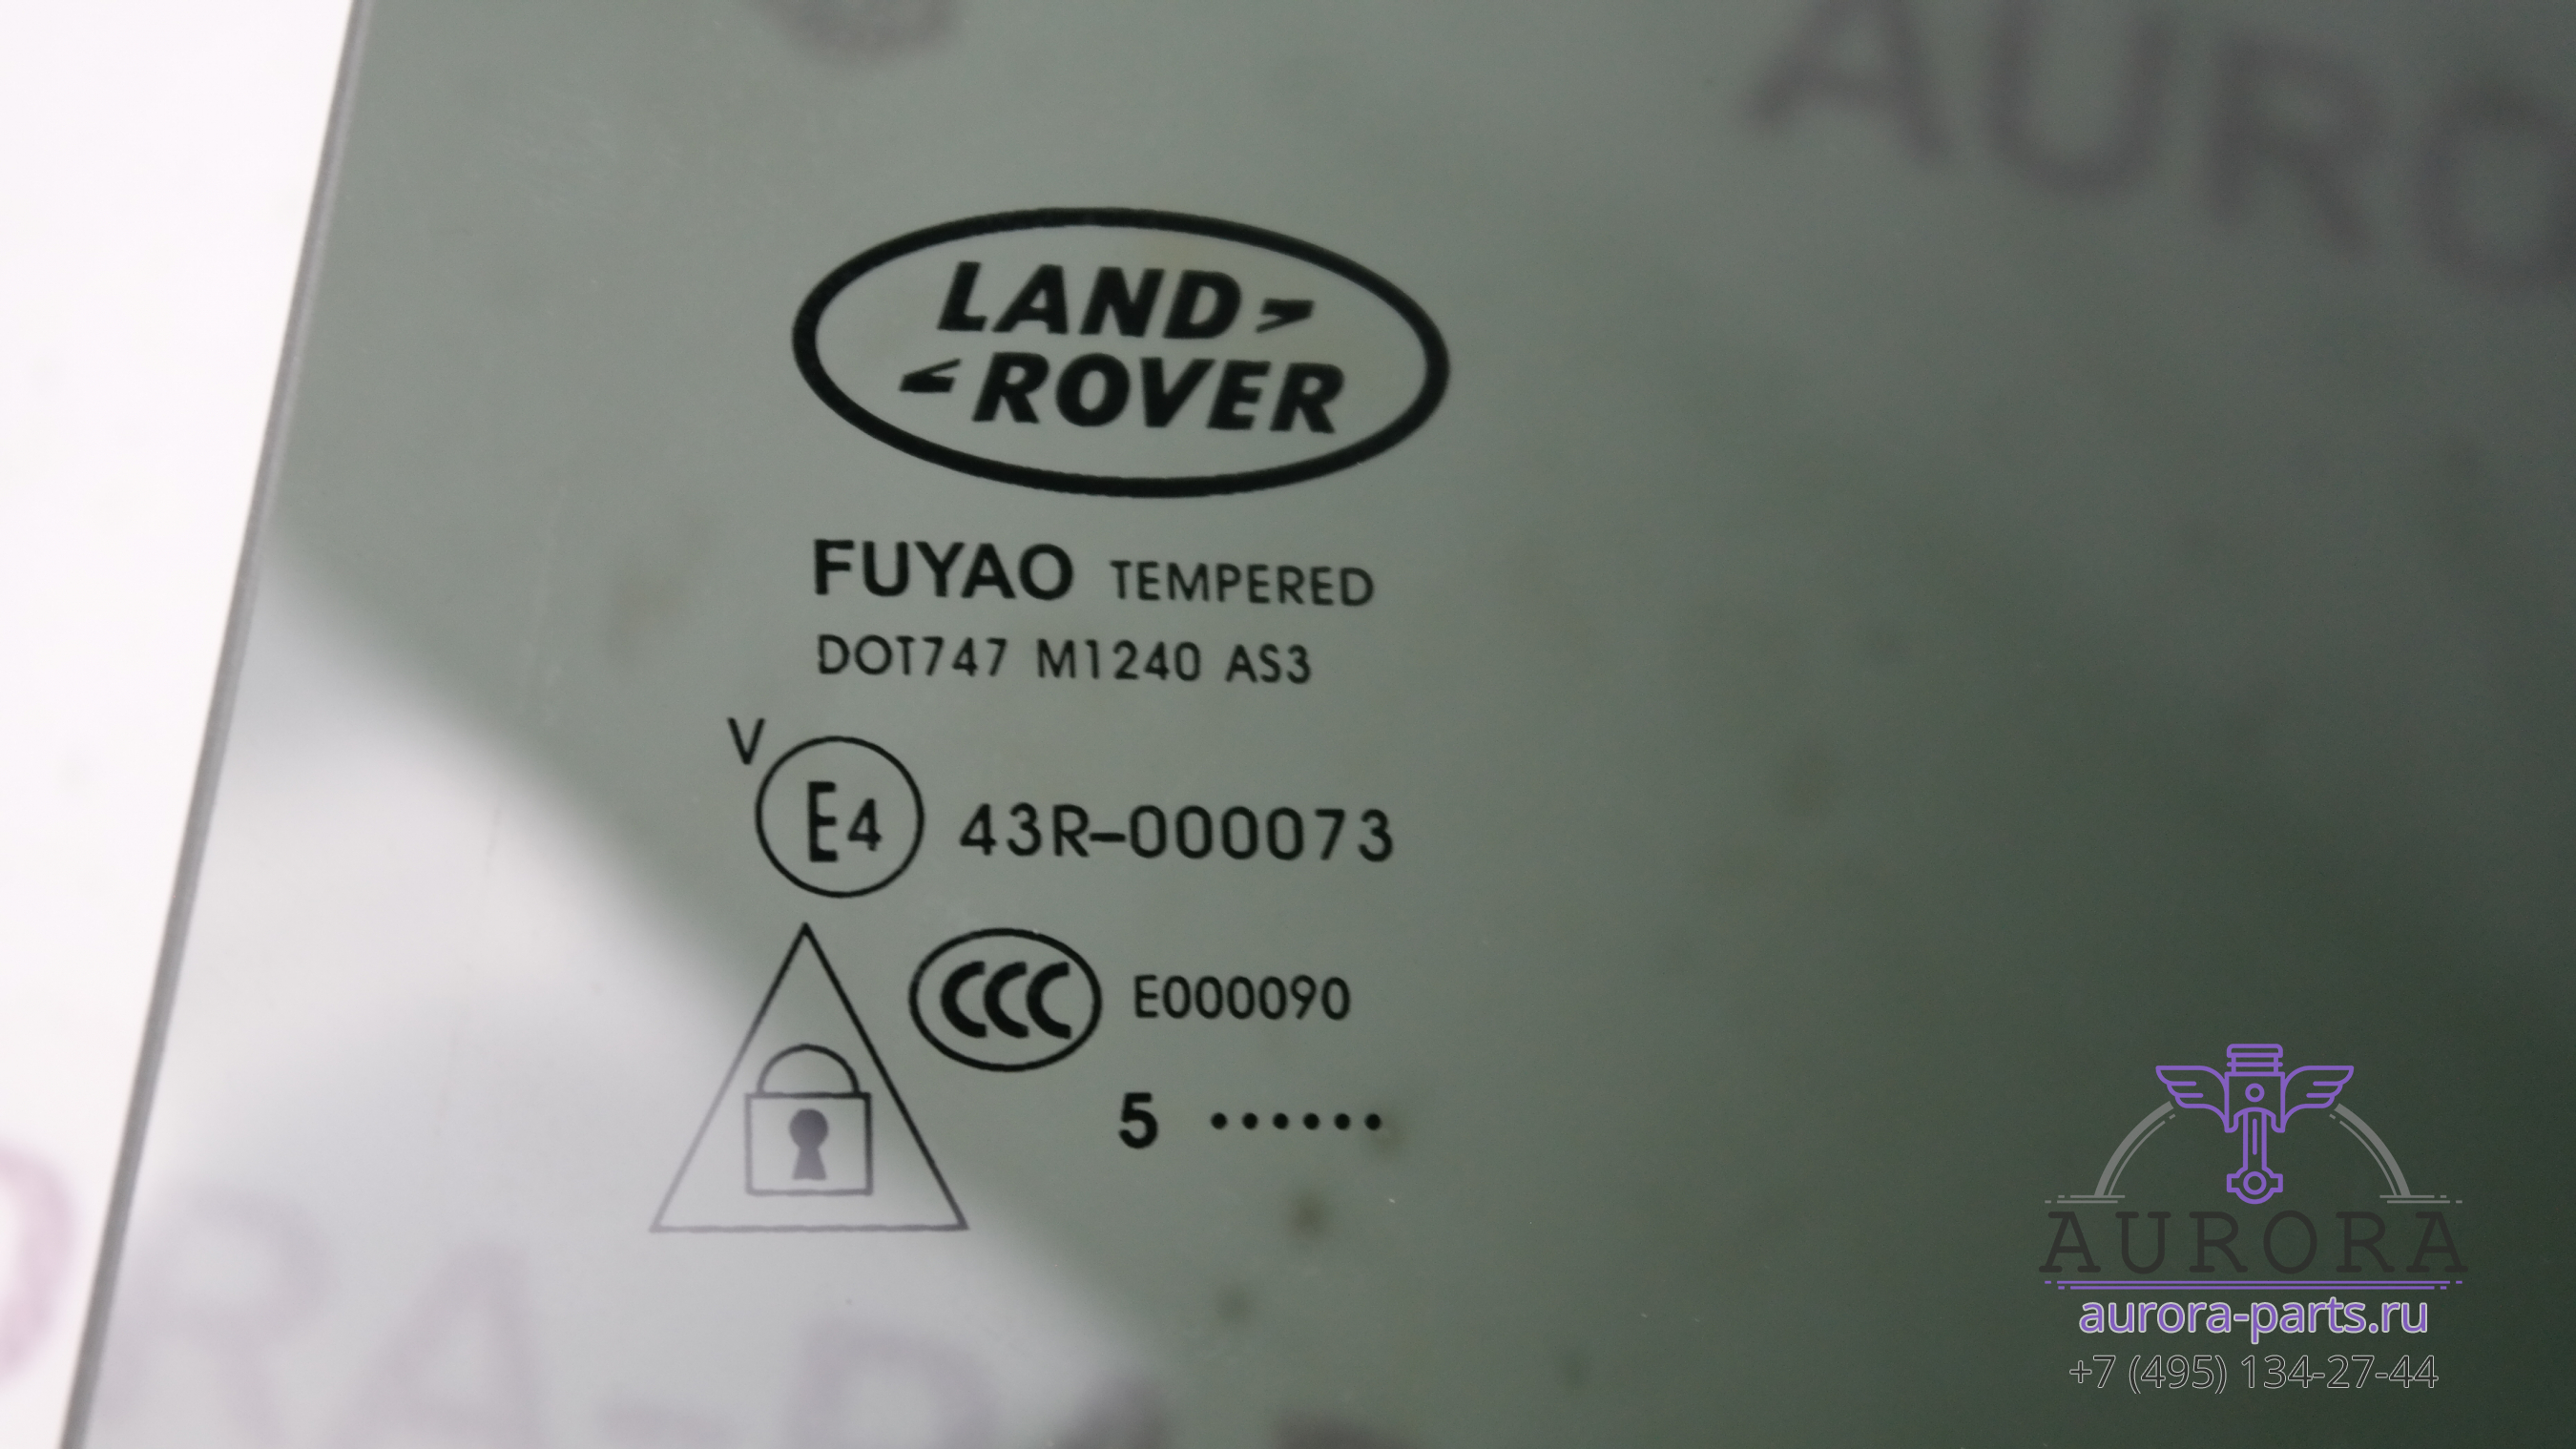 AURO
LAND
ROVER
FUYAO TEMPERED
DOT747 M1240 AS3
V
E4 43R-000073
CCC E000090
5 ......
AURORA
aurora-parts.ru
+7 (495) 134-27-44